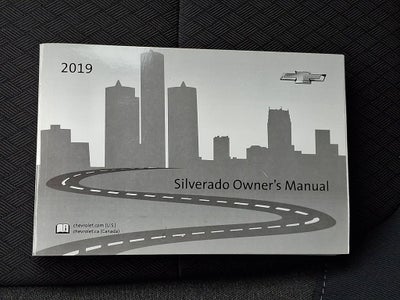 2019
Silverado Owner's Manual
chevrolet.com (U.S.)
chevrolet.ca (Canada)